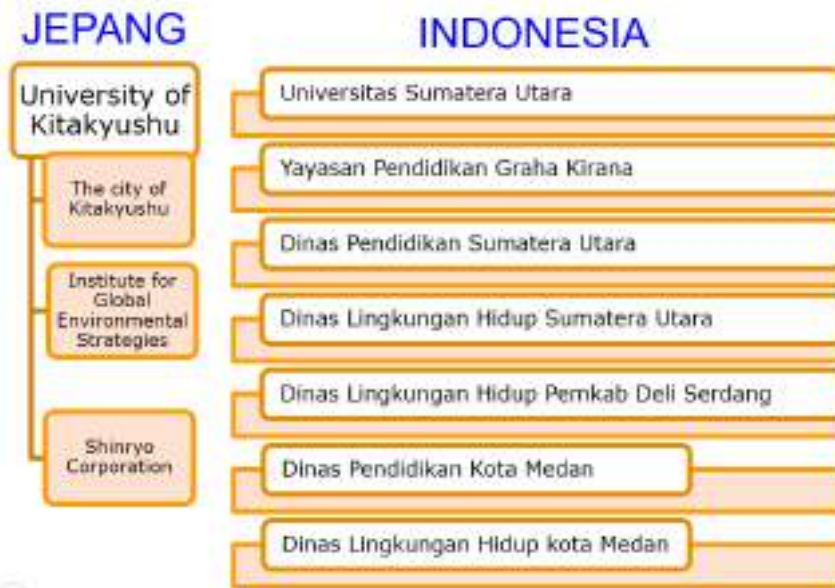 JEPANG
University of
Kitakyushu
The city of
Kitakyushu
Institute for
Global
Environmental
Strategies
Shinryo
Corporation
INDONESIA
Universitas Sumatera Utara
Yayasan Pendidikan Graha Kirana
Dinas Pendidikan Sumatera Utara
Dinas Lingkungan Hidup Sumatera Utara
Dinas Lingkungan Hidup Pemkab Deli Serdang
Dinas Pendidikan Kota Medan
Dinas Lingkungan Hidup kota Medan